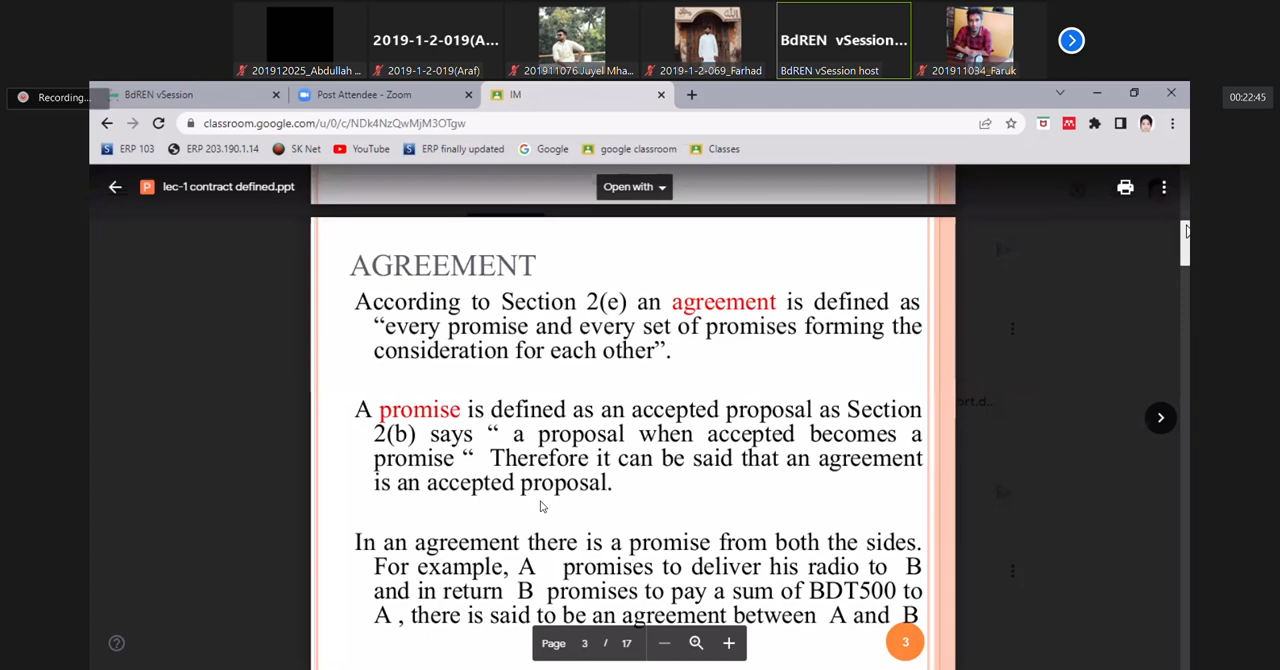 2019-1-2-019(A...
BdREN vSession...
201912025_Abdullah ...
2019-1-2-019(Araf)
201911076 Juyel Mha...
2019-1-2-069_Farhad
BdREN vSession host
201911034_Faruk
Recording...
00:22:45
BdREN vSession
Post Attendee - Zoom
IM
classroom.google.com/u/0/c/NDk4NzQwMjM3OTgw
ERP 103
ERP 203.190.1.14
SK Net
YouTube
ERP finally updated
Google
google classroom
Classes
lec-1 contract defined.ppt
Open with
AGREEMENT
According to Section 2(e) an agreement is defined as
“every promise and every set of promises forming the
consideration for each other”.
A promise is defined as an accepted proposal as Section
2(b) says “ a proposal when accepted becomes a
promise “ Therefore it can be said that an agreement
is an accepted proposal.
In an agreement there is a promise from both the sides.
For example, A promises to deliver his radio to B
and in return B promises to pay a sum of BDT500 to
A , there is said to be an agreement between A and B
Page 3 / 17
3